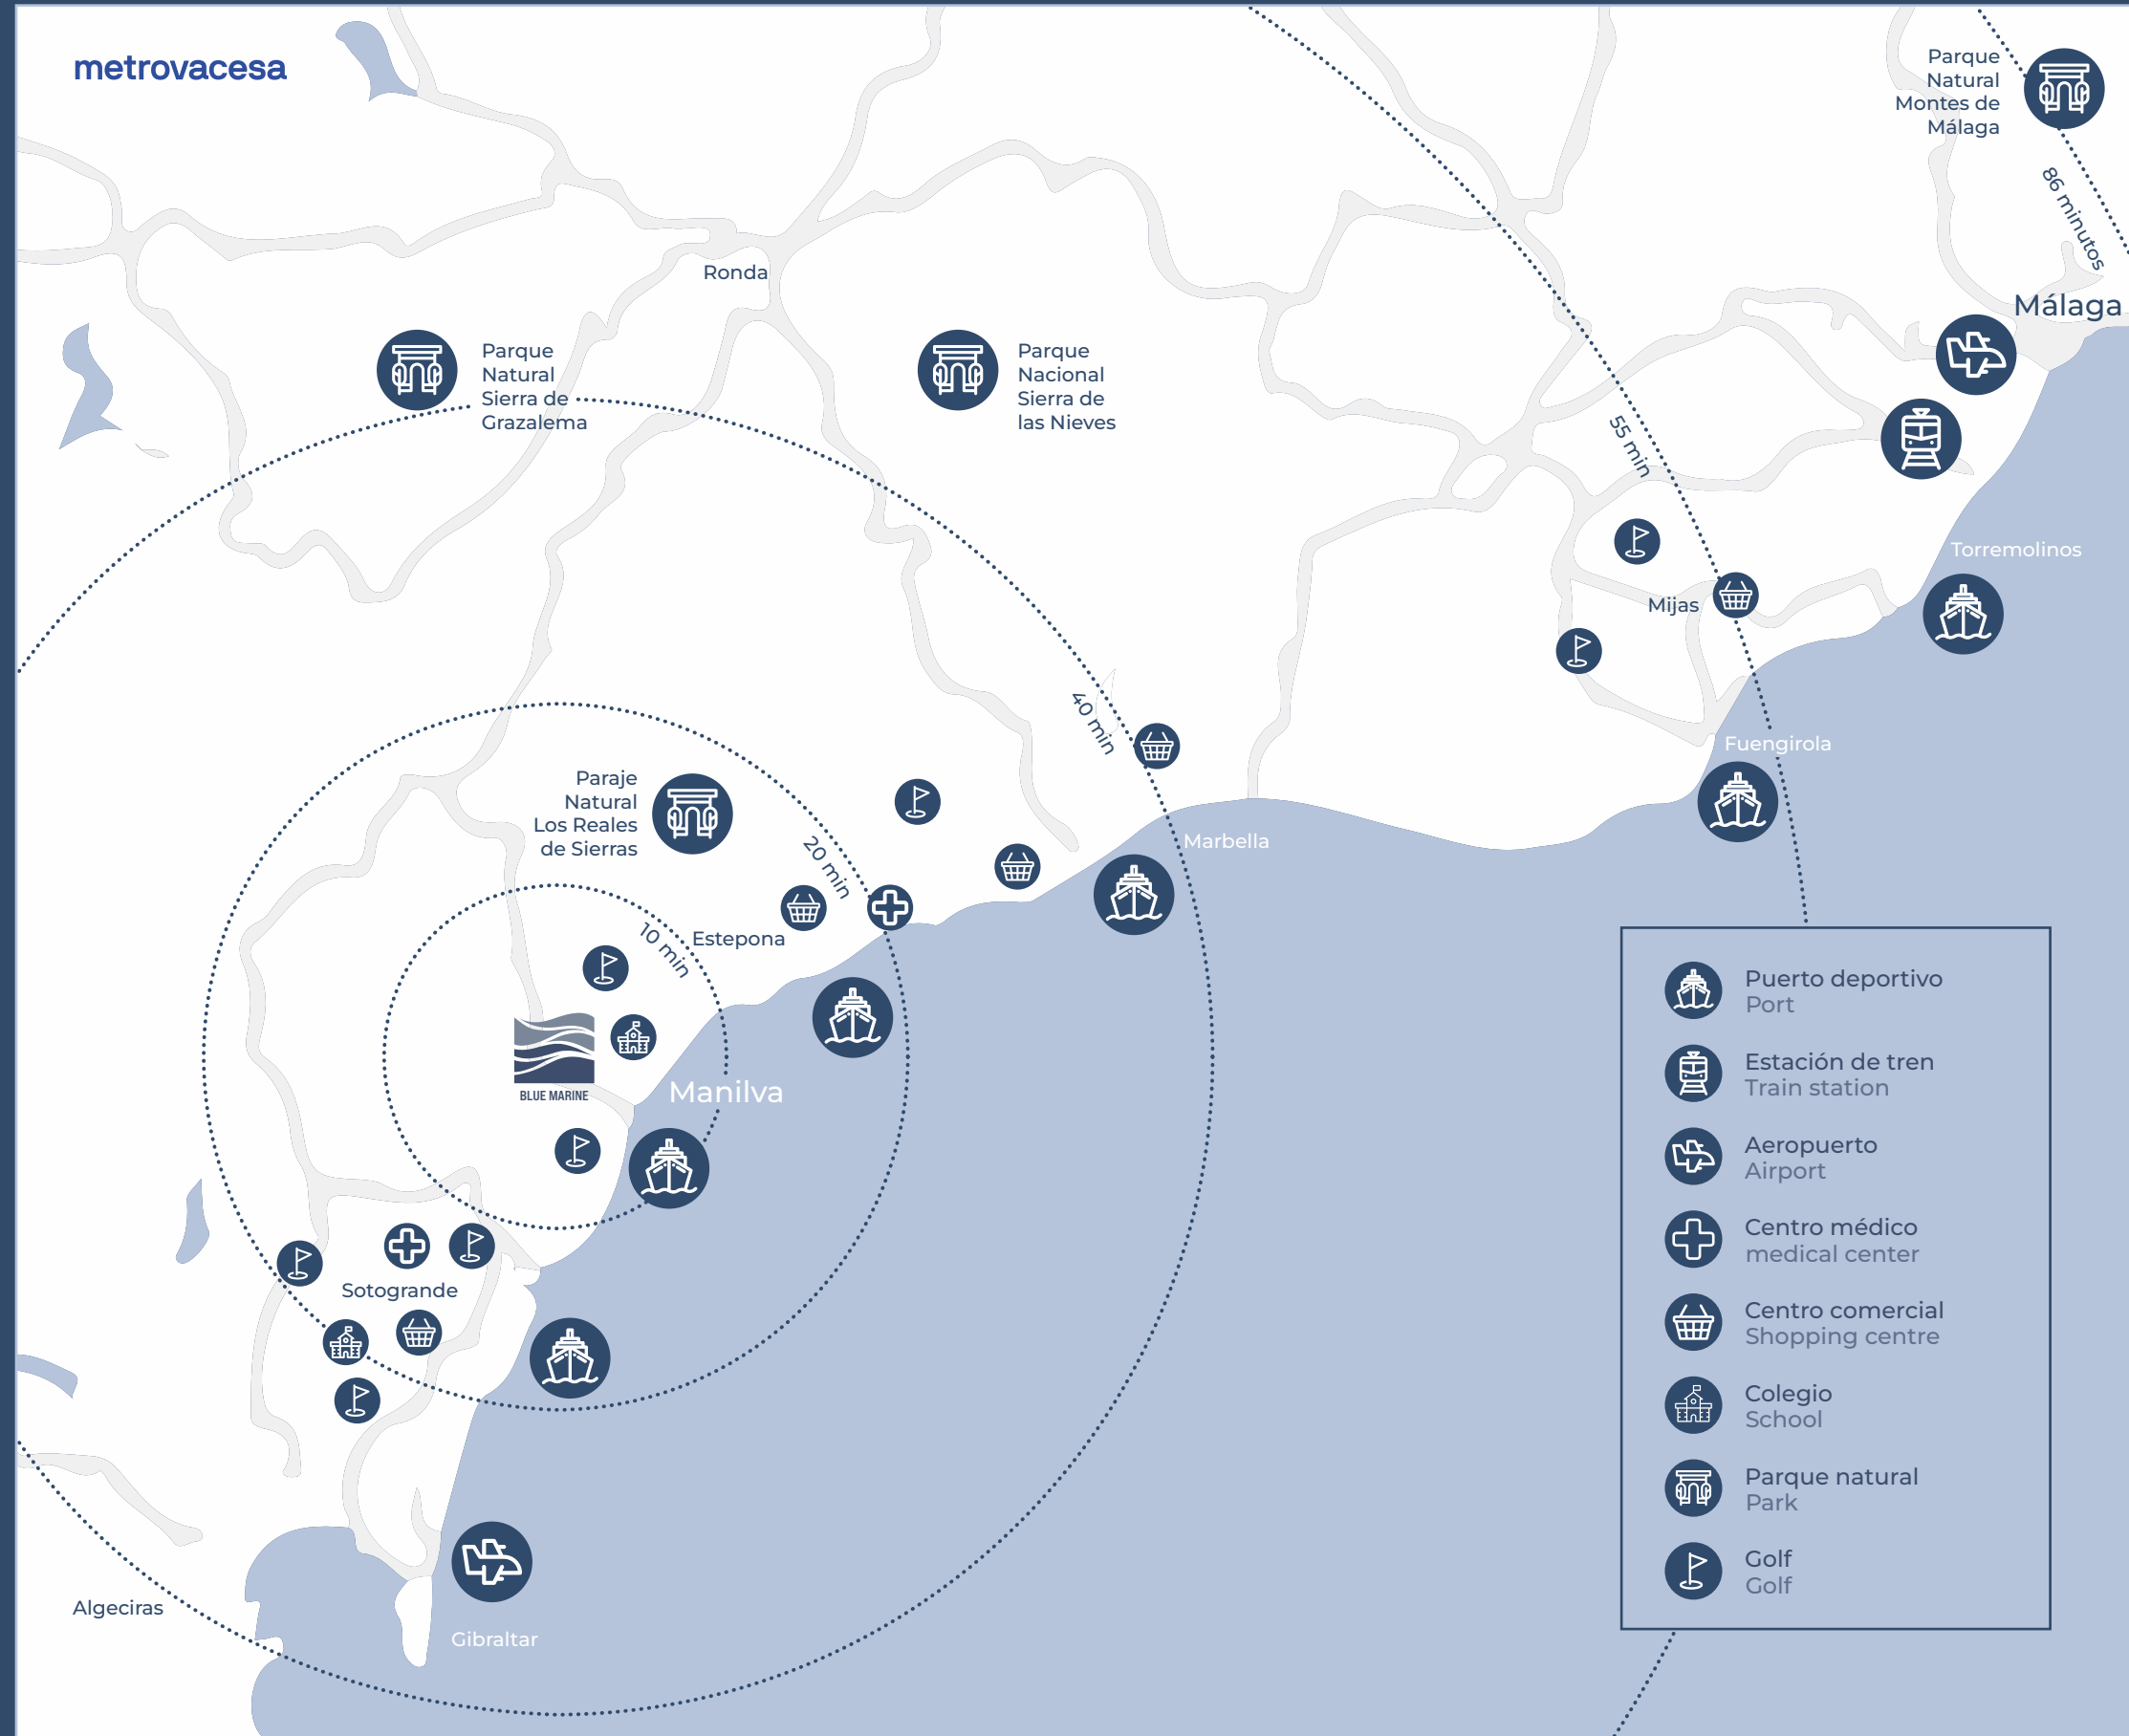 metrovacesa
Parque
Natural
Montes de
Málaga
86 minutos
Málaga
Ronda
Parque
Natural
Sierra de
Grazalema
Parque
Nacional
Sierra de
las Nieves
55 min
Torremolinos
Mijas
40 min
Fuengirola
Paraje
Natural
Los Reales
de Sierras
20 min
Marbella
10 min
Estepona
BLUE MARINE
Manilva
Sotogrande
Algeciras
Gibraltar
Puerto deportivo
Port
Estación de tren
Train station
Aeropuerto
Airport
Centro médico
medical center
Centro comercial
Shopping centre
Colegio
School
Parque natural
Park
Golf
Golf